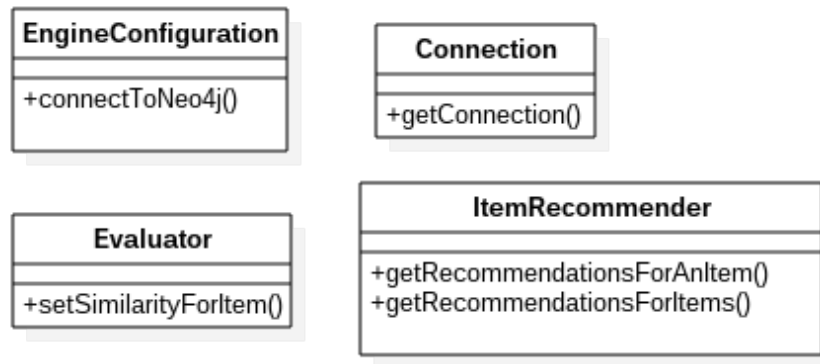 EngineConfiguration
+connectToNeo4j()
Connection
+getConnection()
Evaluator
+setSimilarityForItem()
ItemRecommender
+getRecommendationsForAnItem()
+getRecommendationsForItems()